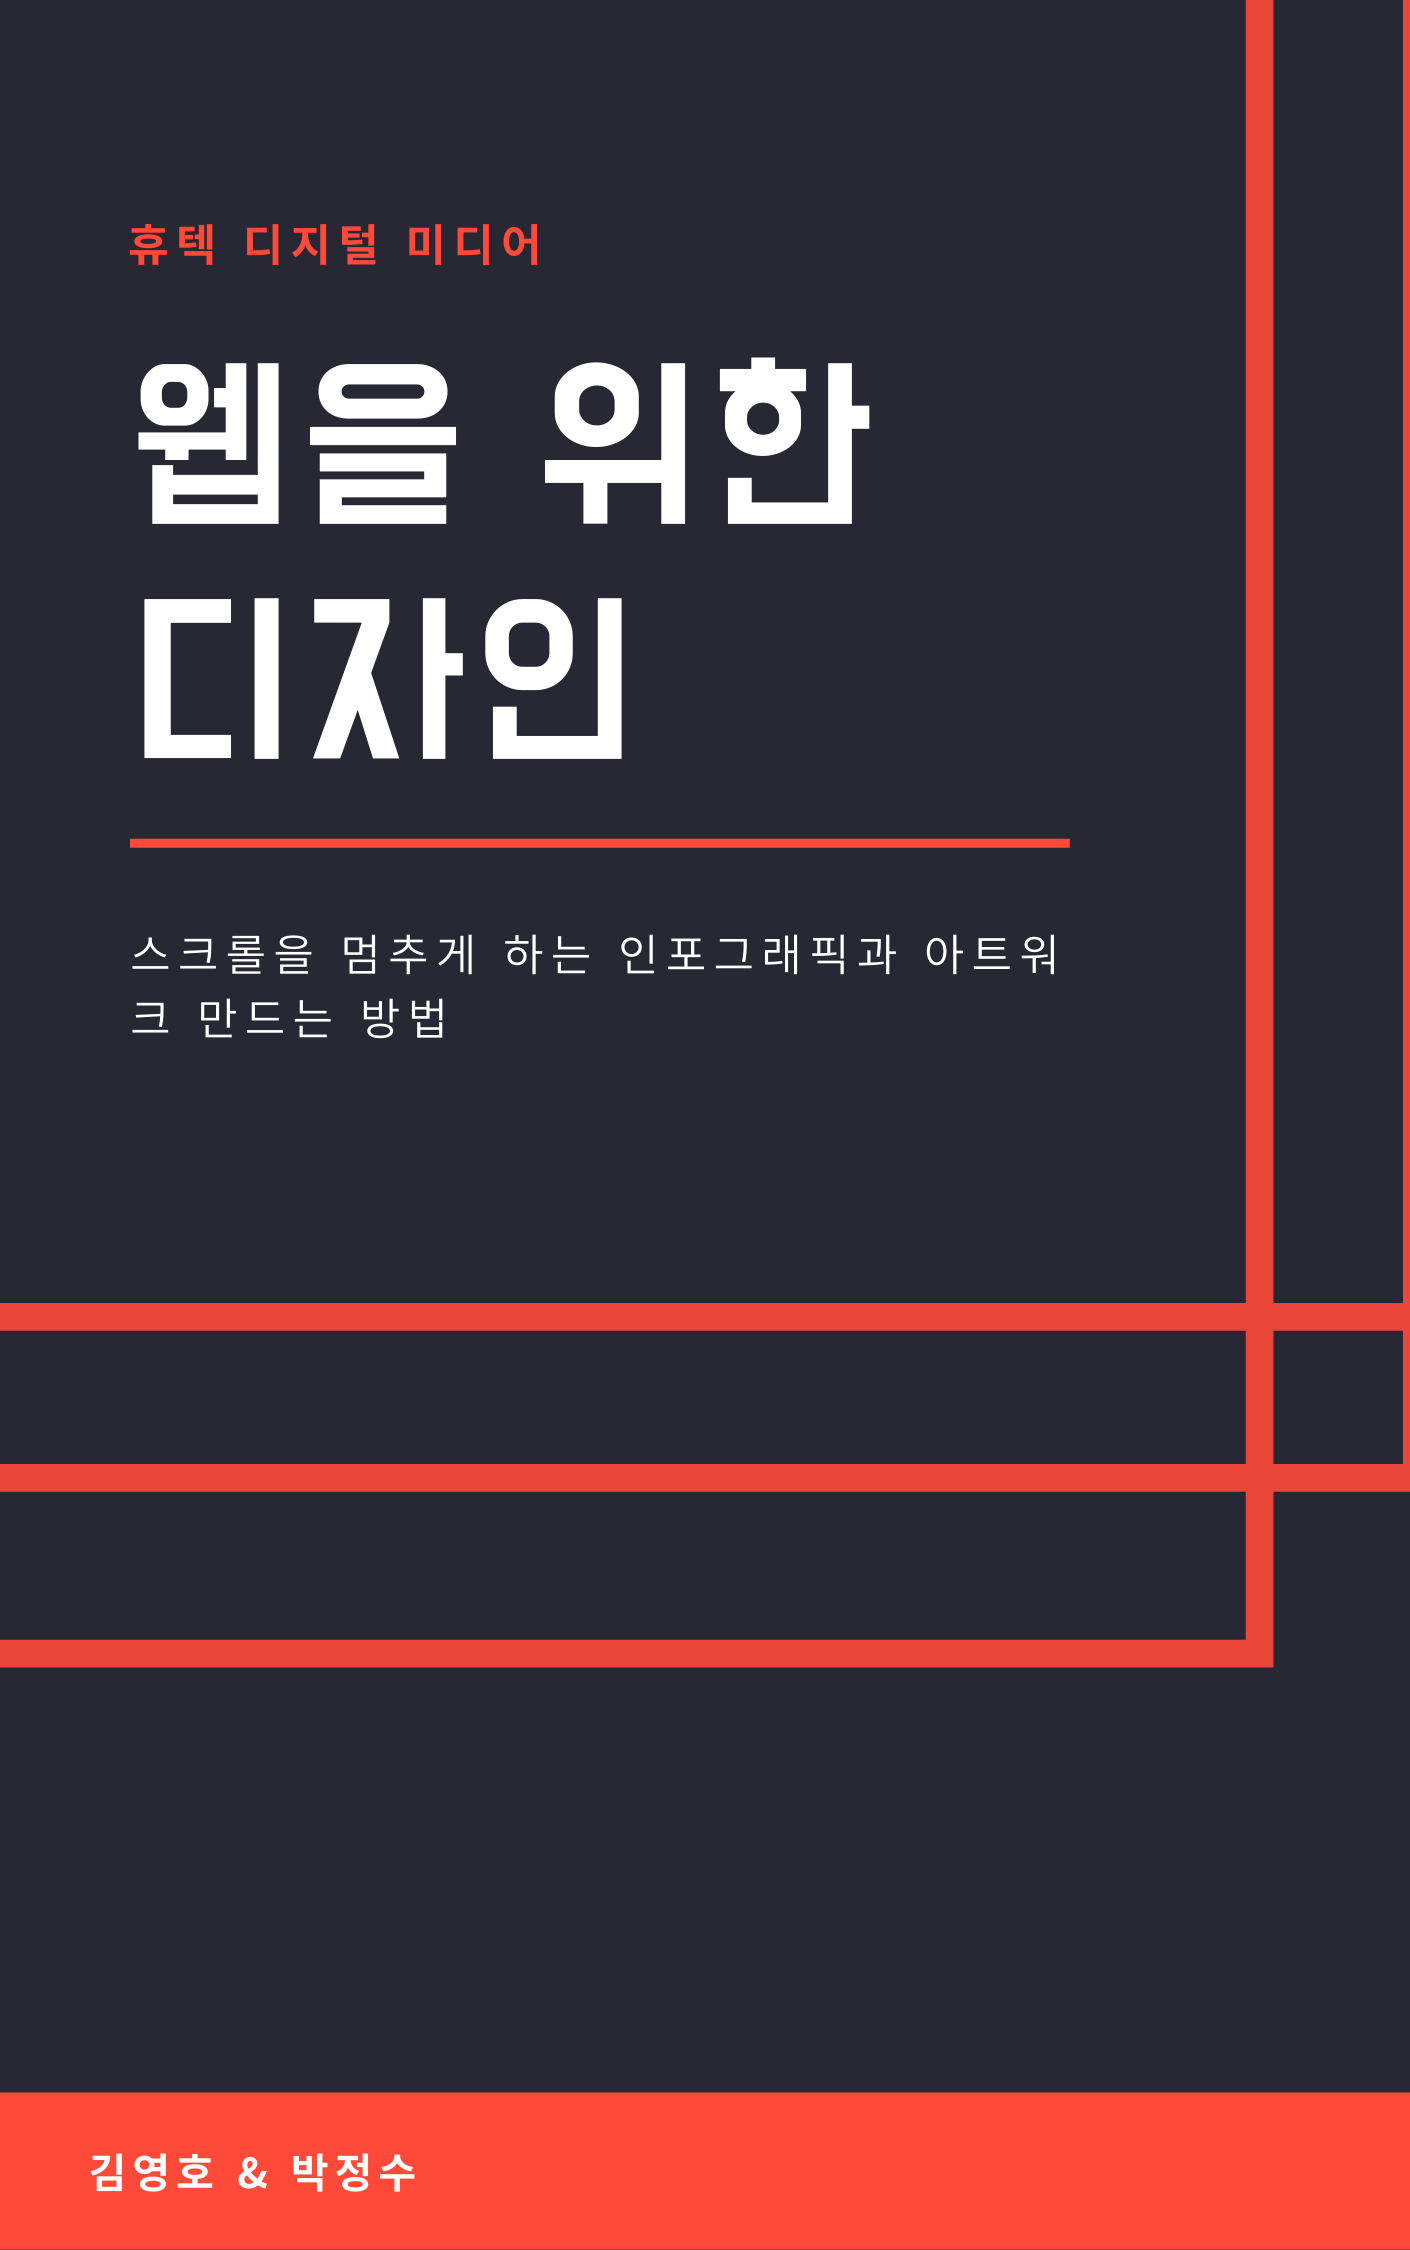 휴텍 디지털 미디어
웹을 위한
디자인
스크롤을 멈추게 하는 인포그래픽과 아트워
크 만드는 방법
김영호 & 박정수